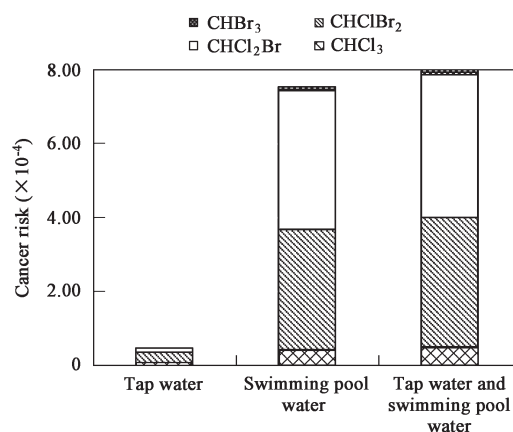 CHBr₃
CHClBr₂
CHCl₂Br
CHCl₃
8.00
6.00
4.00
2.00
0
Cancer risk (×10⁻⁴)
Tap water
Swimming pool
water
Tap water and
swimming pool
water